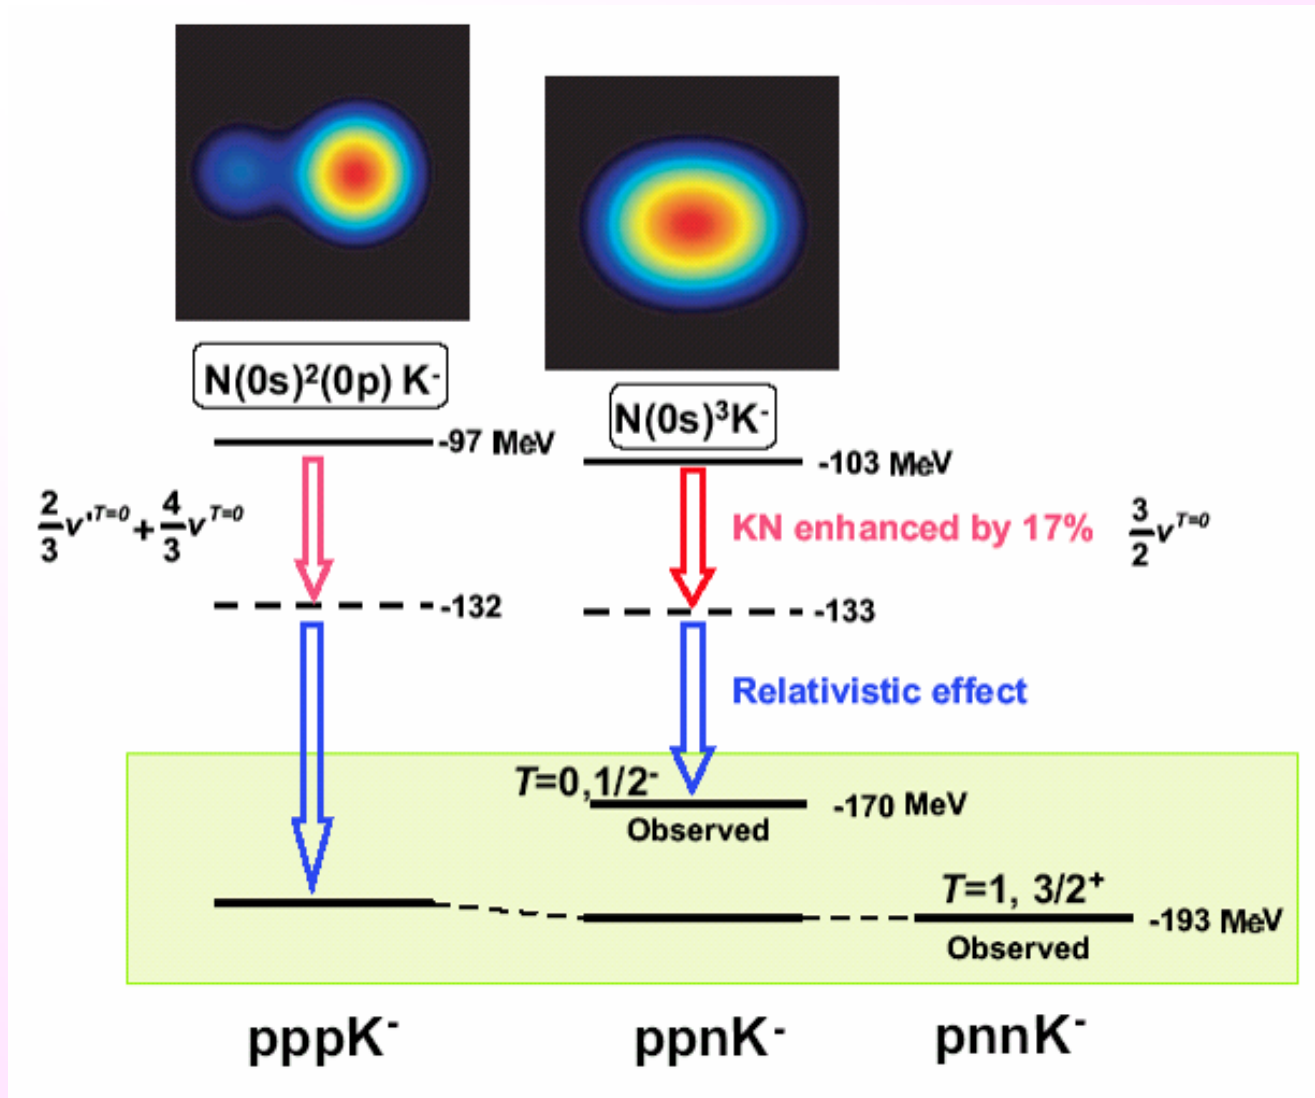 N(0s)²(0p) K⁻
N(0s)³K⁻
-97 MeV
-103 MeV
2/3 v'ᵀ⁼⁰ + 4/3 vᵀ⁼⁰
KN enhanced by 17% 3/2 vᵀ⁼⁰
-132
-133
Relativistic effect
T=0,1/2⁻
-170 MeV
Observed
T=1, 3/2⁺
-193 MeV
Observed
pppK⁻
ppnK⁻
pnnK⁻